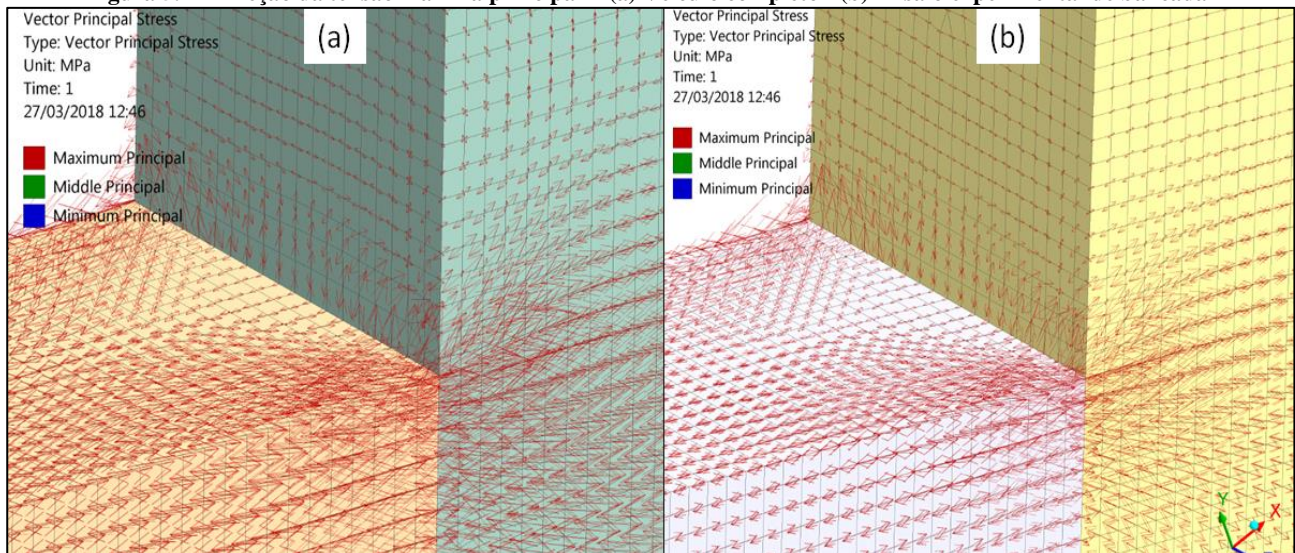 Vector Principal Stress
Type: Vector Principal Stress
Unit: MPa
Time: 1
27/03/2018 12:46
Maximum Principal
Middle Principal
Minimum Principal
(a)
Vector Principal Stress
Type: Vector Principal Stress
Unit: MPa
Time: 1
27/03/2018 12:46
Maximum Principal
Middle Principal
Minimum Principal
(b)
Y
X